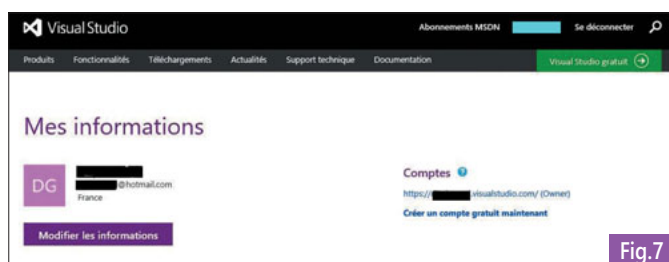 Visual Studio
Abonnements MSDN Se déconnecter
Produits Fonctionnalités Téléchargements Actualités Support technique Documentation Visual Studio gratuit
Mes informations
DG
@hotmail.com
France
Modifier les informations
Comptes ?
https:// .visualstudio.com/ (Owner)
Créer un compte gratuit maintenant
Fig.7